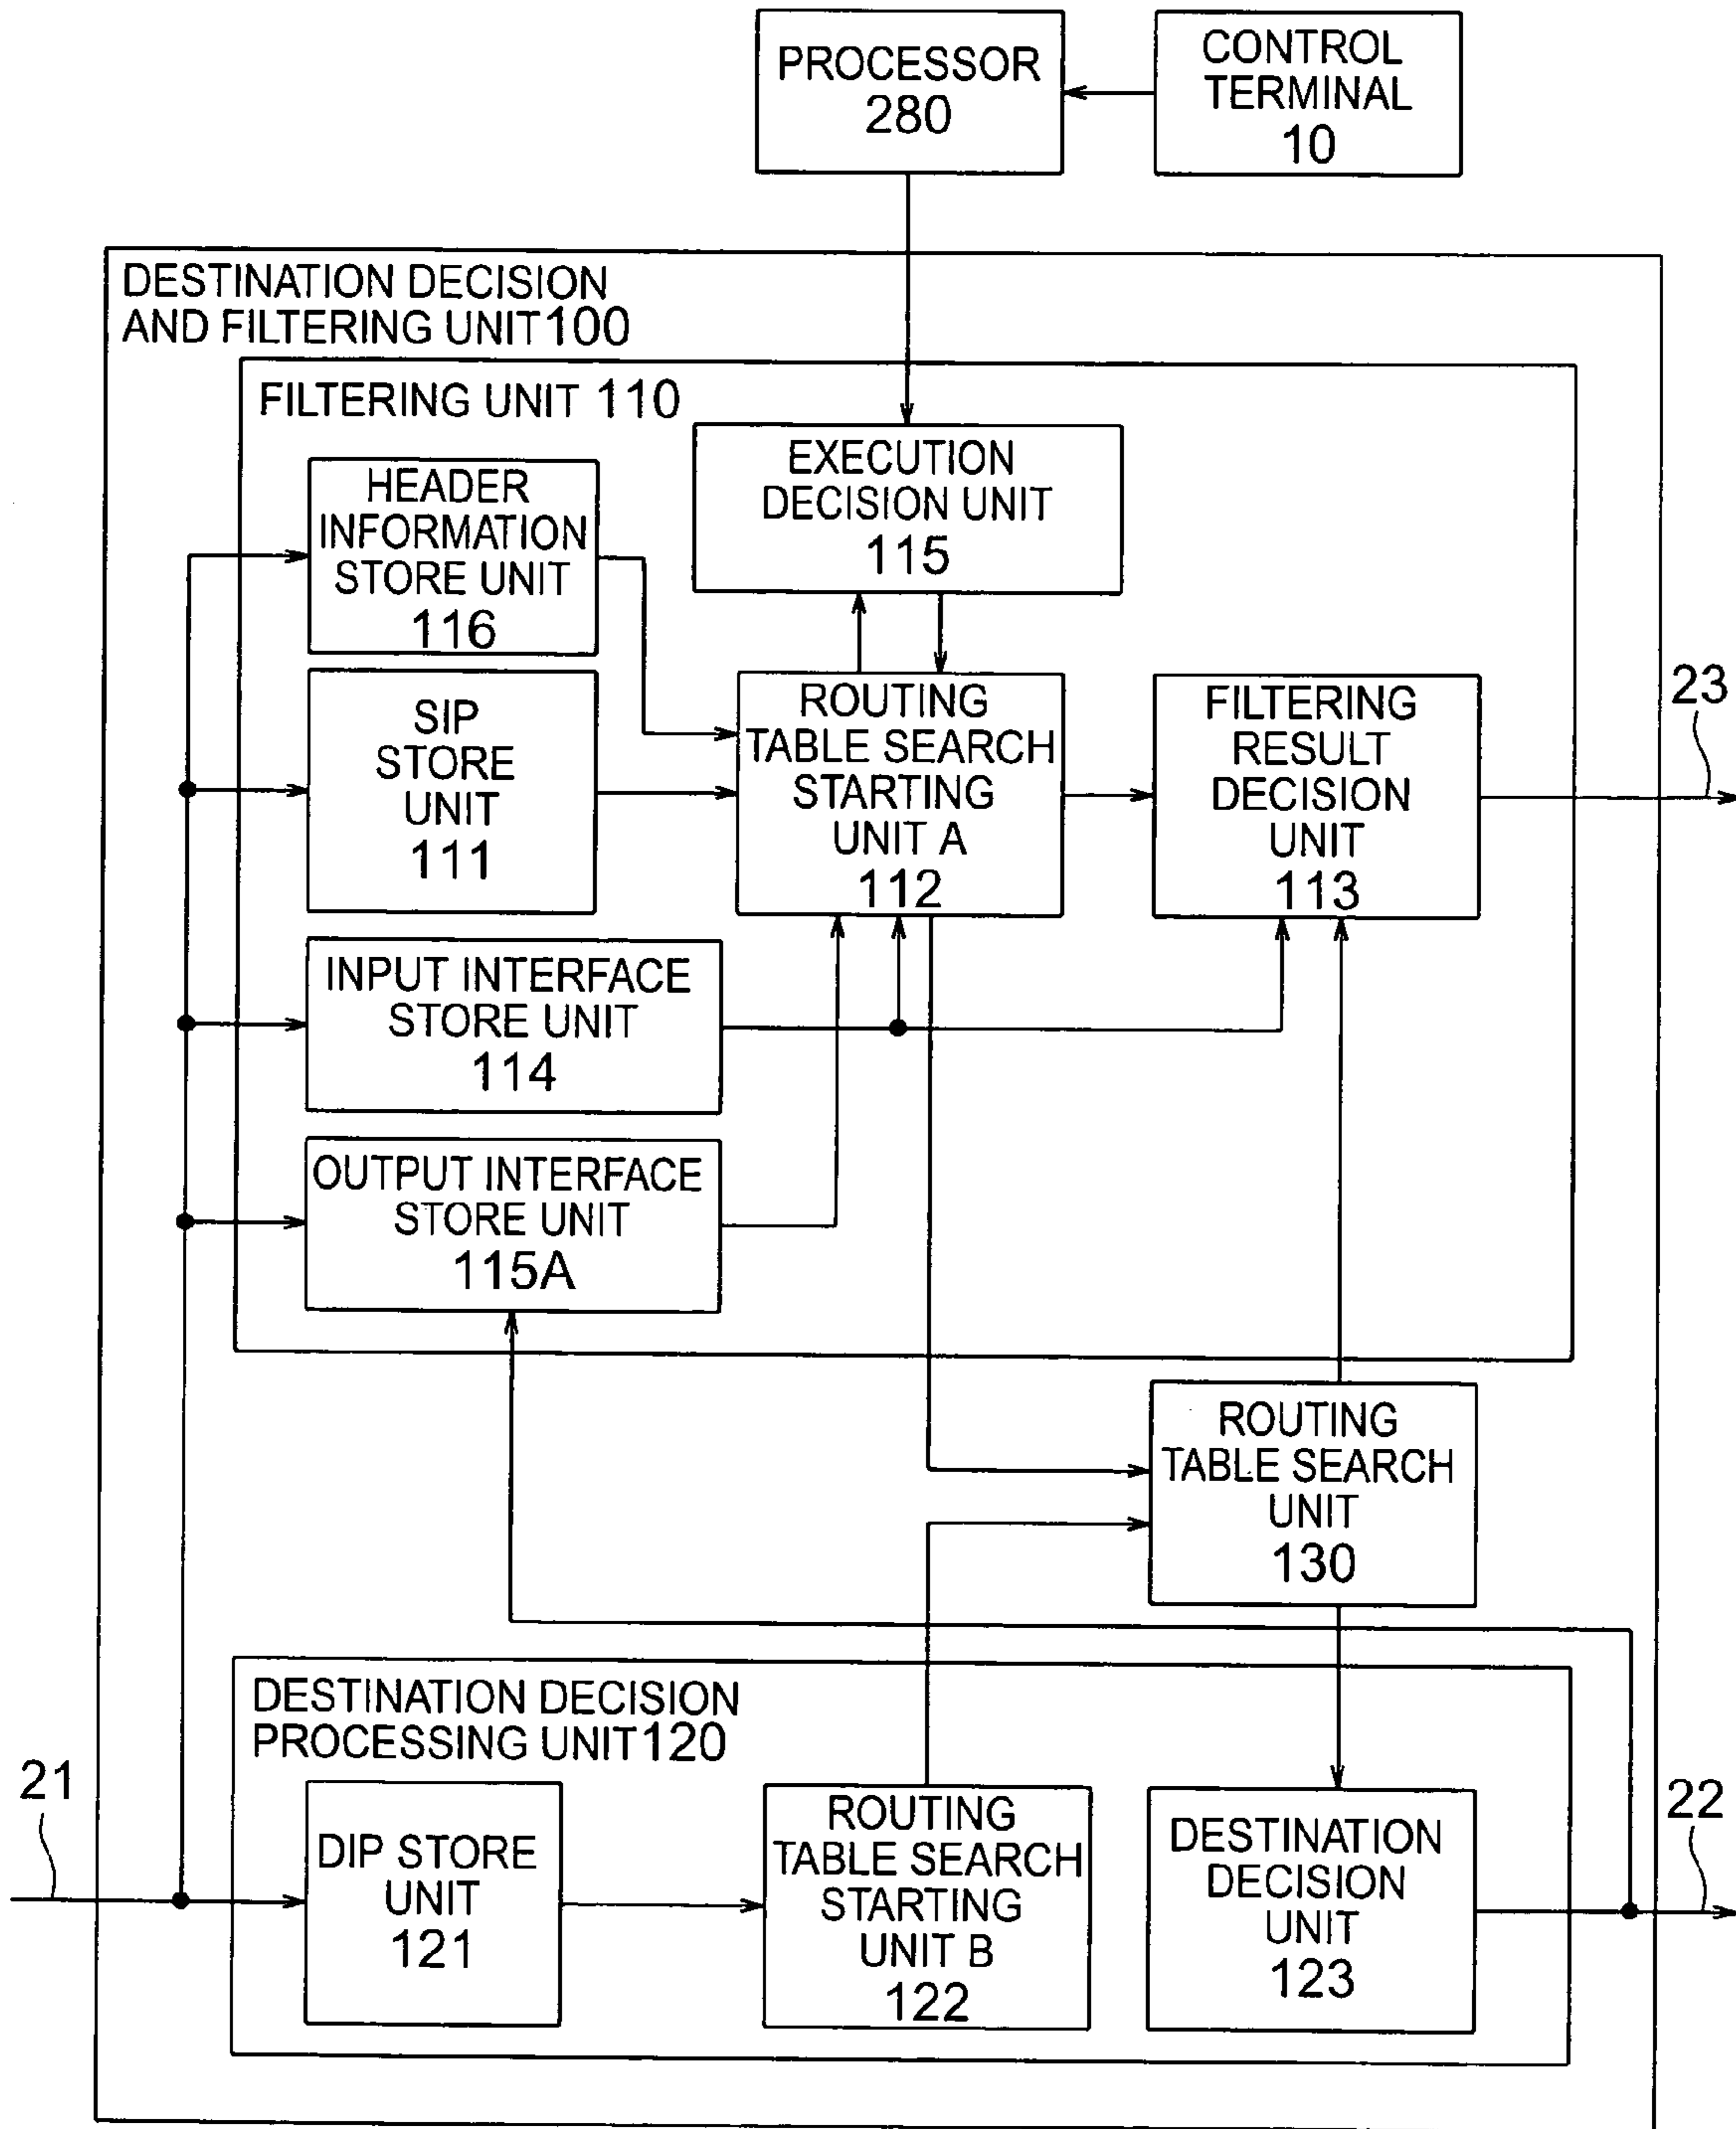 PROCESSOR
280
CONTROL
TERMINAL
10
DESTINATION DECISION
AND FILTERING UNIT 100
FILTERING UNIT 110
EXECUTION
DECISION UNIT
115
HEADER
INFORMATION
STORE UNIT
116
SIP
STORE
UNIT
111
ROUTING
TABLE SEARCH
STARTING
UNIT A
112
FILTERING
RESULT
DECISION
UNIT
113
23
INPUT INTERFACE
STORE UNIT
114
OUTPUT INTERFACE
STORE UNIT
115A
ROUTING
TABLE SEARCH
UNIT
130
DESTINATION DECISION
PROCESSING UNIT 120
21
DIP STORE
UNIT
121
ROUTING
TABLE SEARCH
STARTING
UNIT B
122
DESTINATION
DECISION
UNIT
123
22